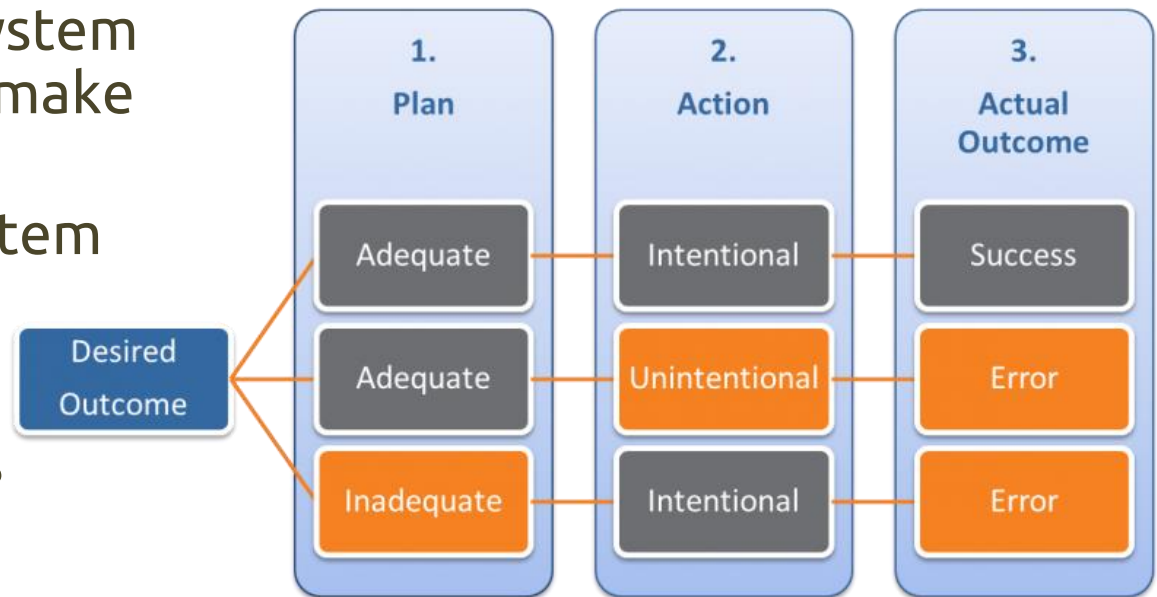 ystem
make
stem
1.
Plan
2.
Action
3.
Actual
Outcome
Desired
Outcome
Adequate
Intentional
Success
Adequate
Unintentional
Error
Inadequate
Intentional
Error